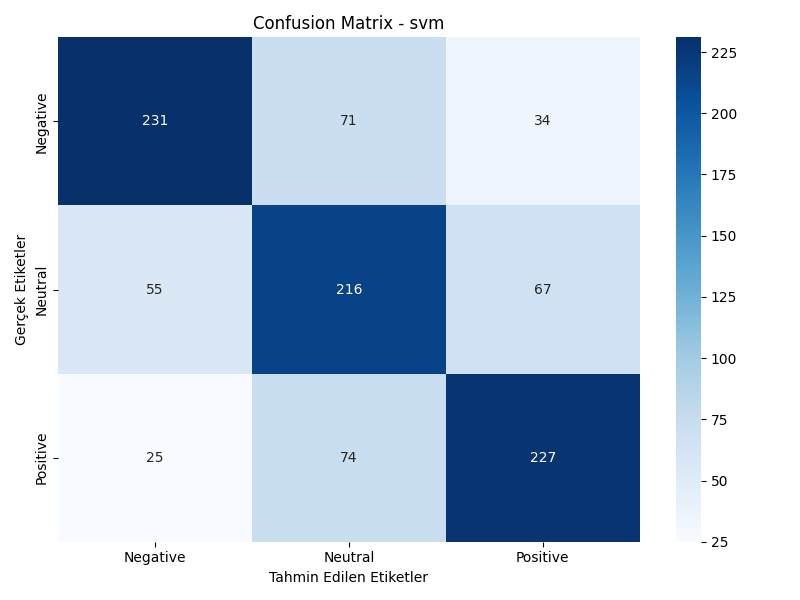 Confusion Matrix - svm
Gerçek Etiketler
Negative
231 71 34
Neutral
55 216 67
Positive
25 74 227
Negative Neutral Positive
Tahmin Edilen Etiketler
225
200
175
150
125
100
75
50
25